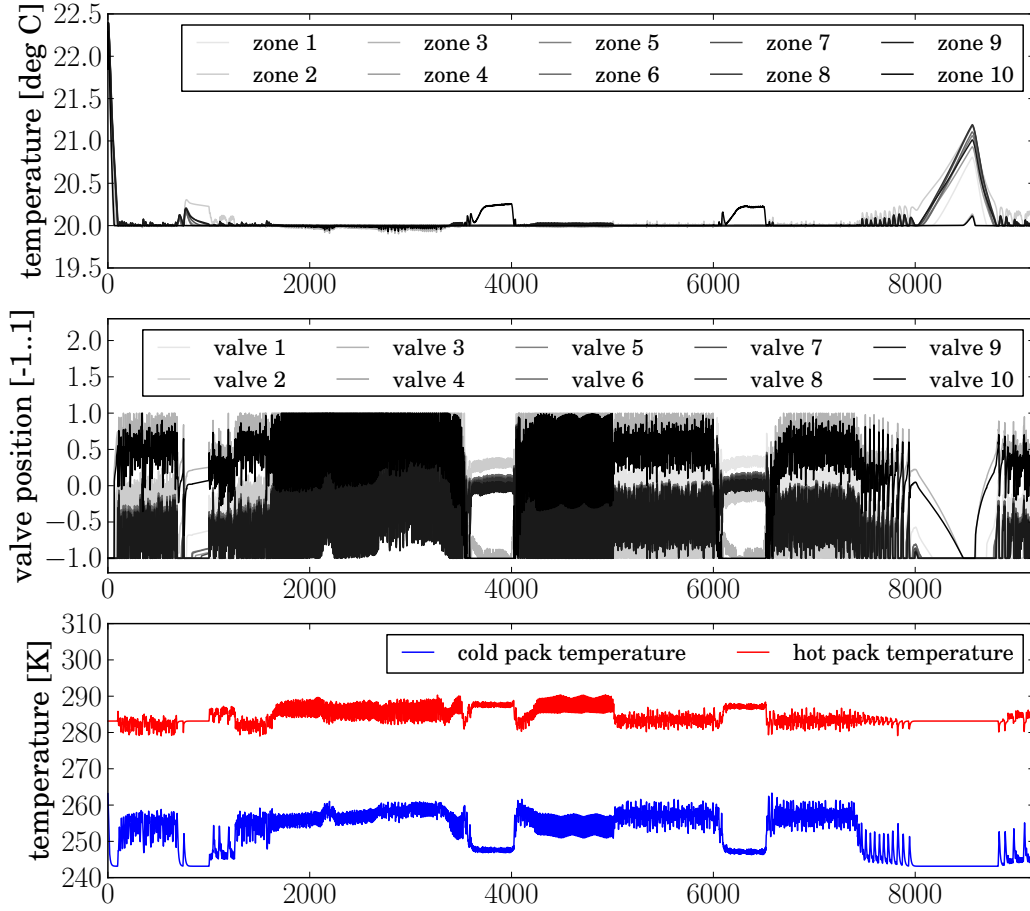 temperature [deg C]
22.5
22.0
21.5
21.0
20.5
20.0
19.5
zone 1 zone 3 zone 5 zone 7 zone 9
zone 2 zone 4 zone 6 zone 8 zone 10
0 2000 4000 6000 8000
valve position [-1..1]
2.0
1.5
1.0
0.5
0.0
−0.5
−1.0
valve 1 valve 3 valve 5 valve 7 valve 9
valve 2 valve 4 valve 6 valve 8 valve 10
0 2000 4000 6000 8000
temperature [K]
310
300
290
280
270
260
250
240
cold pack temperature hot pack temperature
0 2000 4000 6000 8000